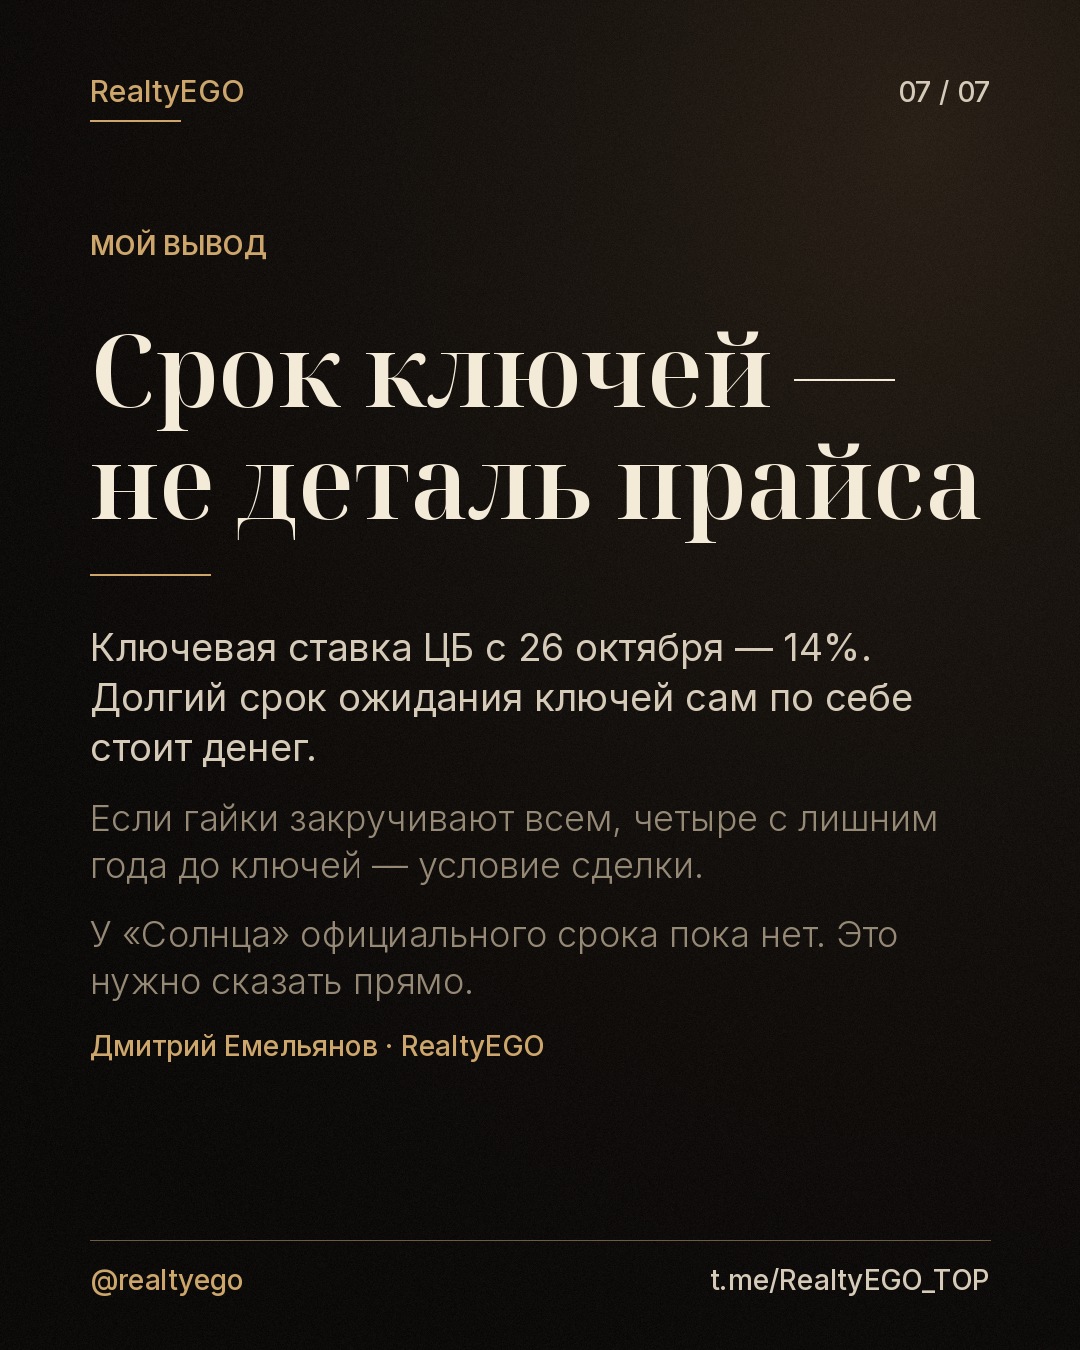 RealtyEGO
07 / 07
МОЙ ВЫВОД
Срок ключей —
не деталь прайса
Ключевая ставка ЦБ с 26 октября — 14%.
Долгий срок ожидания ключей сам по себе
стоит денег.
Если гайки закручивают всем, четыре с лишним
года до ключей — условие сделки.
У «Солнца» официального срока пока нет. Это
нужно сказать прямо.
Дмитрий Емельянов · RealtyEGO
@realtyego
t.me/RealtyEGO_TOP